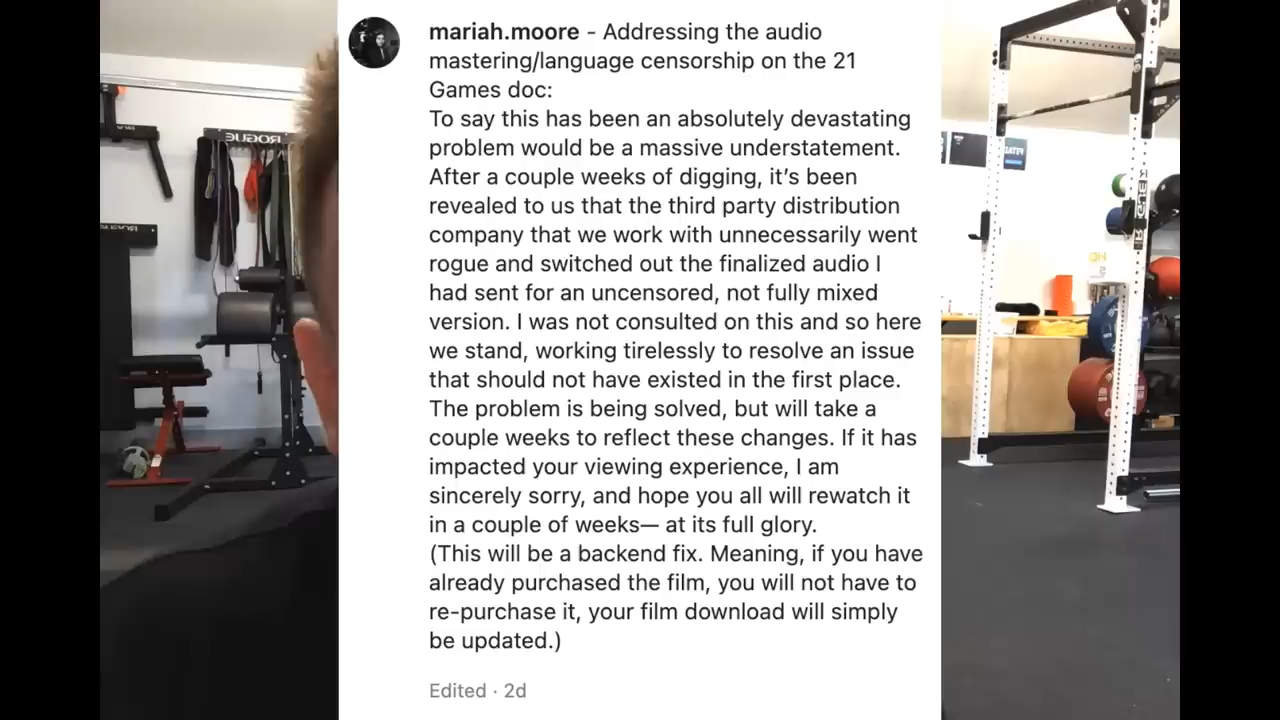 mariah.moore - Addressing the audio
mastering/language censorship on the 21
Games doc:
To say this has been an absolutely devastating
problem would be a massive understatement.
After a couple weeks of digging, it’s been
revealed to us that the third party distribution
company that we work with unnecessarily went
rogue and switched out the finalized audio I
had sent for an uncensored, not fully mixed
version. I was not consulted on this and so here
we stand, working tirelessly to resolve an issue
that should not have existed in the first place.
The problem is being solved, but will take a
couple weeks to reflect these changes. If it has
impacted your viewing experience, I am
sincerely sorry, and hope you all will rewatch it
in a couple of weeks— at its full glory.
(This will be a backend fix. Meaning, if you have
already purchased the film, you will not have to
re-purchase it, your film download will simply
be updated.)
Edited · 2d
ROGUE